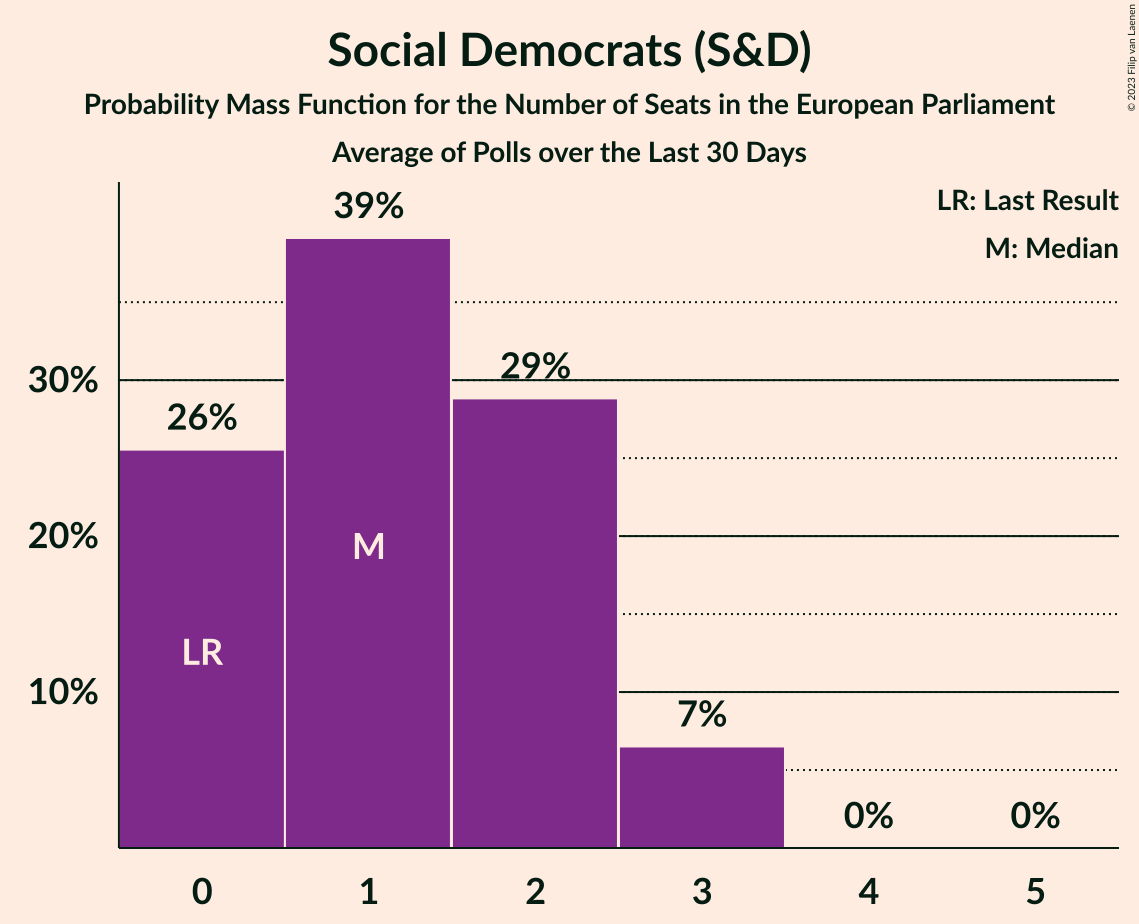 Social Democrats (S&D)
Probability Mass Function for the Number of Seats in the European Parliament
Average of Polls over the Last 30 Days
© 2023 Filip van Laenen
LR: Last Result
M: Median
39%
29%
26%
7%
0%
0%
30%
20%
10%
M
LR
0
1
2
3
4
5